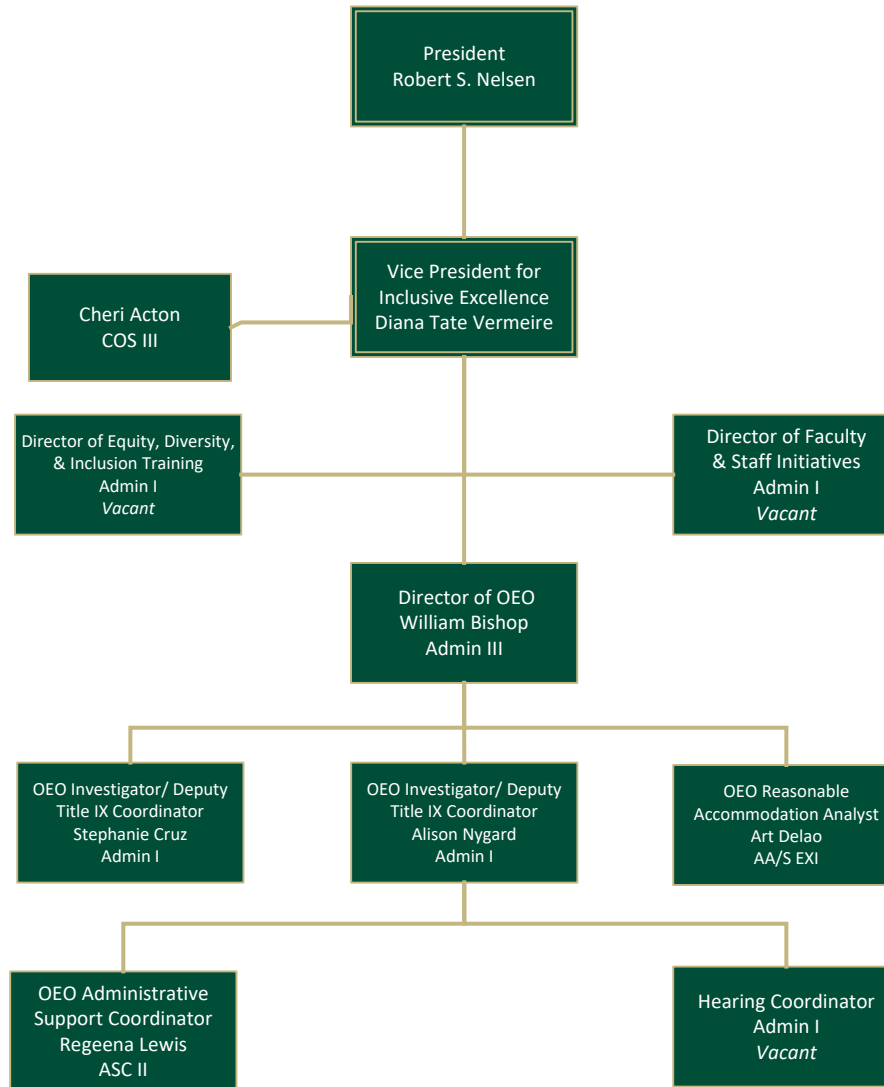 President
Robert S. Nelsen
Vice President for
Inclusive Excellence
Diana Tate Vermeire
Cheri Acton
COS III
Director of Equity, Diversity,
& Inclusion Training
Admin I
Vacant
Director of Faculty
& Staff Initiatives
Admin I
Vacant
Director of OEO
William Bishop
Admin III
OEO Investigator/ Deputy
Title IX Coordinator
Stephanie Cruz
Admin I
OEO Investigator/ Deputy
Title IX Coordinator
Alison Nygard
Admin I
OEO Reasonable
Accommodation Analyst
Art Delao
AA/S EXI
OEO Administrative
Support Coordinator
Regeena Lewis
ASC II
Hearing Coordinator
Admin I
Vacant